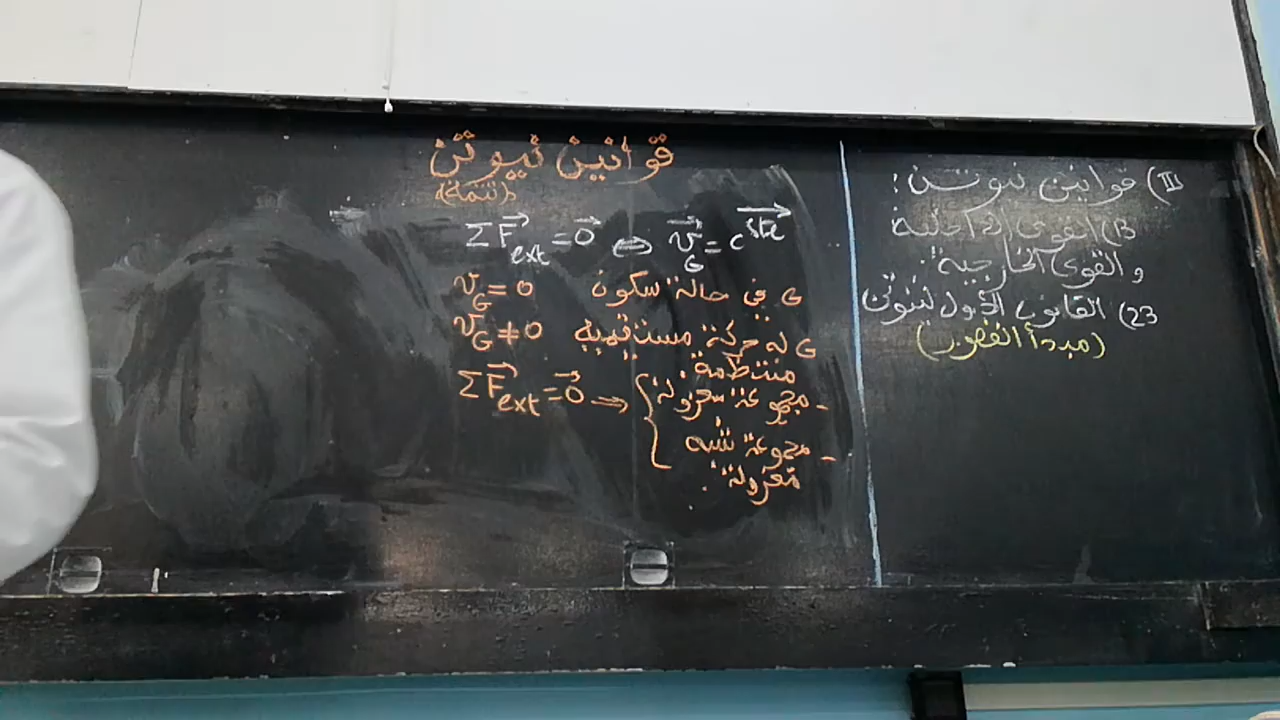 قوانين نيوتن
(تتمة)
ΣF⃗ext = 0⃗ ⇔ v⃗G = cste⃗
G في حالة سكون vG = 0
G له حركة مستقيمية vG ≠ 0
منتظمة
ΣF⃗ext = 0⃗ ⇒ { - مجموعة معزولة
- مجموعة شبه
معزولة.
III) قوانين نيوتن:
1) القوى الداخلية
و القوى الخارجية:
2) القانون الأول لنيوتن
(مبدأ القصور)